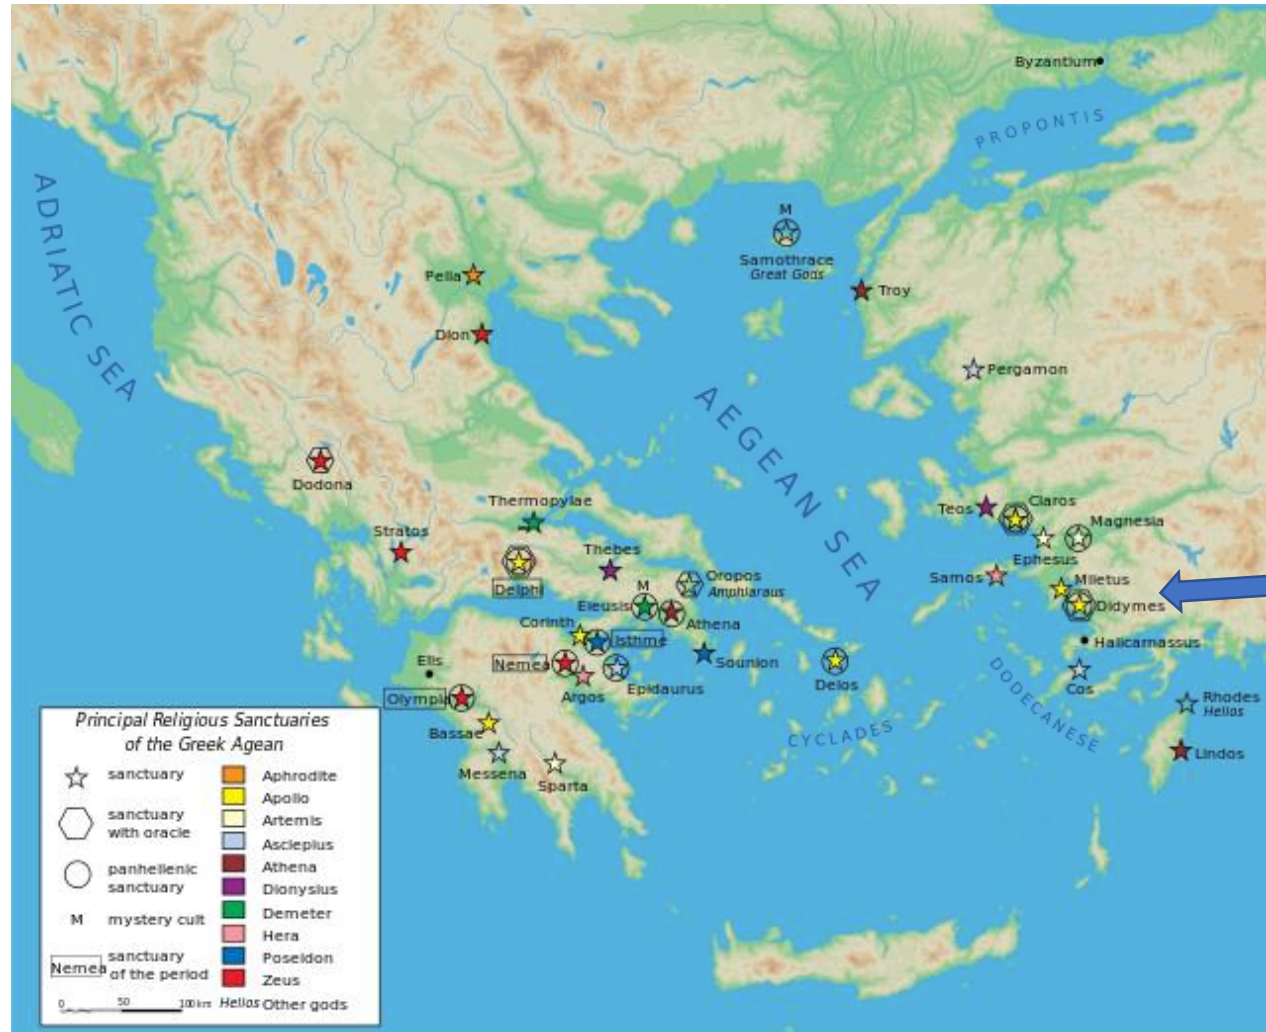 Byzantium
PROPONTIS
ADRIATIC SEA
M
Samothrace
Great Gods
Pella
Troy
Dion
Pergamon
AEGEAN SEA
Dodona
Thermopylae
Stratos
Thebes
Delphi
Teos
Claros
Magnesia
Ephesus
Samos
Miletus
Didymes
Oropos
Amphiaraus
M
Eleusis
Athena
Corinth
Isthme
Sounion
Halicarnassus
Elis
Nemea
Argos
Epidaurus
Delos
Cos
DODECANESE
Rhodes
Helios
Olympia
Bassae
CYCLADES
Lindos
Messena
Sparta
Principal Religious Sanctuaries
of the Greek Agean
sanctuary
sanctuary
with oracle
panhellenic
sanctuary
M mystery cult
Nemea
sanctuary
of the period
0 50 100 km
Aphrodite
Apollo
Artemis
Asclepius
Athena
Dionysius
Demeter
Hera
Poseidon
Zeus
Helios Other gods